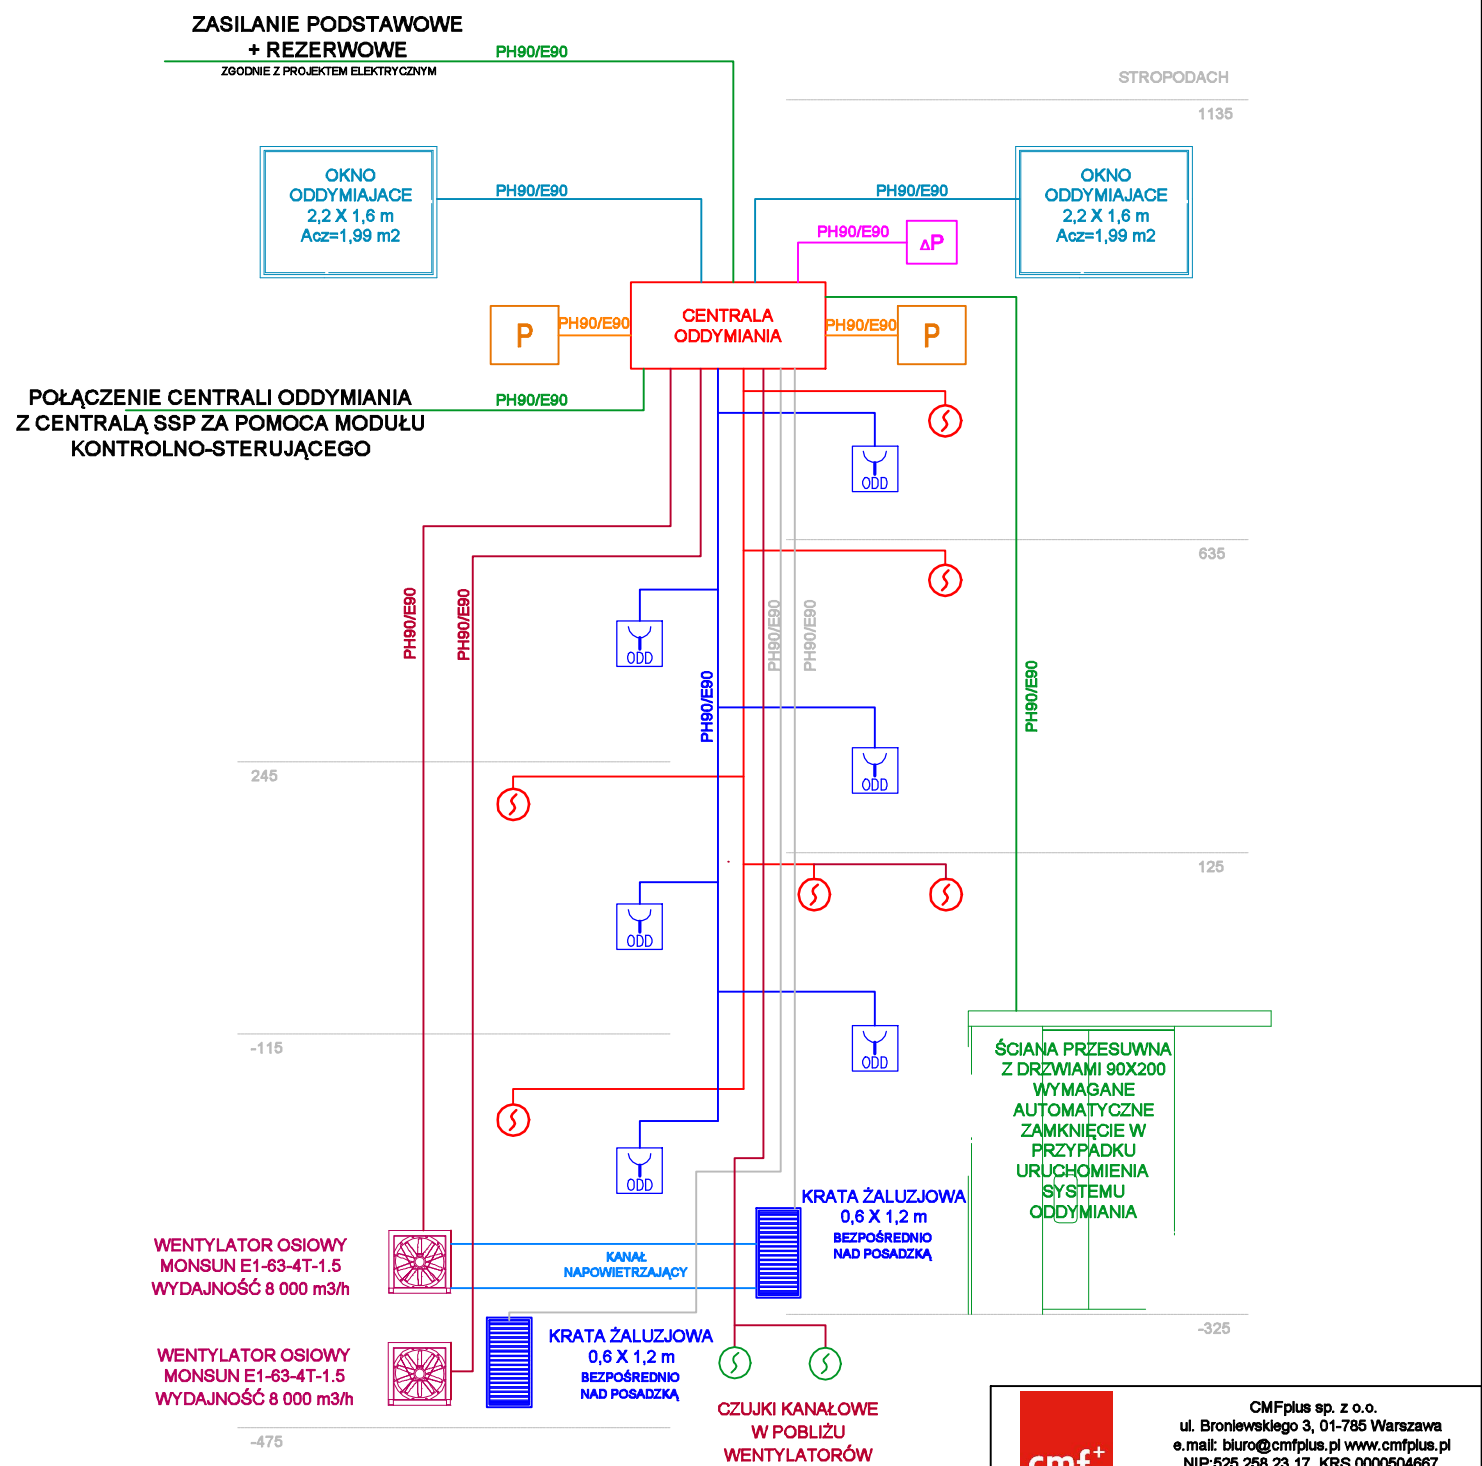 ZASILANIE PODSTAWOWE
+ REZERWOWE
ZGODNIE Z PROJEKTEM ELEKTRYCZNYM
PH90/E90
STROPODACH
1135
OKNO
ODDYMIAJACE
2,2 X 1,6 m
Acz=1,99 m2
PH90/E90
PH90/E90
OKNO
ODDYMIAJACE
2,2 X 1,6 m
Acz=1,99 m2
PH90/E90
ΔP
P
PH90/E90
CENTRALA
ODDYMIANIA
PH90/E90
P
POŁĄCZENIE CENTRALI ODDYMIANIA
Z CENTRALĄ SSP ZA POMOCA MODUŁU
KONTROLNO-STERUJĄCEGO
PH90/E90
ODD
635
PH90/E90
PH90/E90
ODD
PH90/E90
PH90/E90
PH90/E90
PH90/E90
ODD
245
125
ODD
-115
ODD
ŚCIANA PRZESUWNA
Z DRZWIAMI 90X200
WYMAGANE
AUTOMATYCZNE
ZAMKNIĘCIE W
PRZYPADKU
URUCHOMIENIA
SYSTEMU
ODDYMIANIA
ODD
KRATA ŻALUZJOWA
0,6 X 1,2 m
BEZPOŚREDNIO
NAD POSADZKĄ
WENTYLATOR OSIOWY
MONSUN E1-63-4T-1.5
WYDAJNOŚĆ 8 000 m3/h
KANAŁ
NAPOWIETRZAJĄCY
-325
KRATA ŻALUZJOWA
0,6 X 1,2 m
BEZPOŚREDNIO
NAD POSADZKĄ
WENTYLATOR OSIOWY
MONSUN E1-63-4T-1.5
WYDAJNOŚĆ 8 000 m3/h
CZUJKI KANAŁOWE
W POBLIŻU
WENTYLATORÓW
-475
cmf+
CMFplus sp. z o.o.
ul. Broniewskiego 3, 01-785 Warszawa
e.mail: biuro@cmfplus.pl www.cmfplus.pl
NIP:525 258 23 17, KRS 0000504667